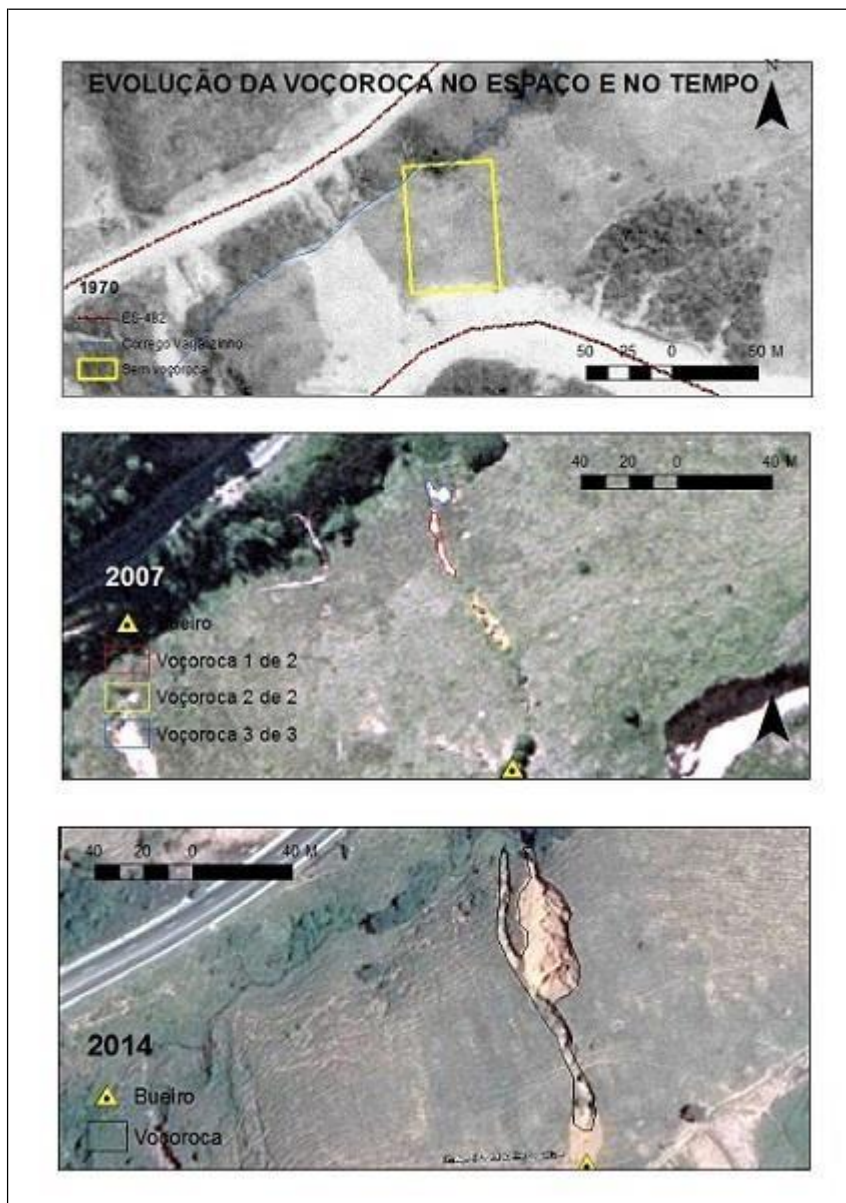 EVOLUÇÃO DA VOÇOROCA NO ESPAÇO E NO TEMPO
N
1970
ES-482
Córrego
Sem voçoroca
50 25 0 50 M
40 20 0 40 M
2007
Bueiro
Voçoroca 1 de 2
Voçoroca 2 de 2
Voçoroca 3 de 3
40 20 0 40 M
2014
Bueiro
Voçoroca